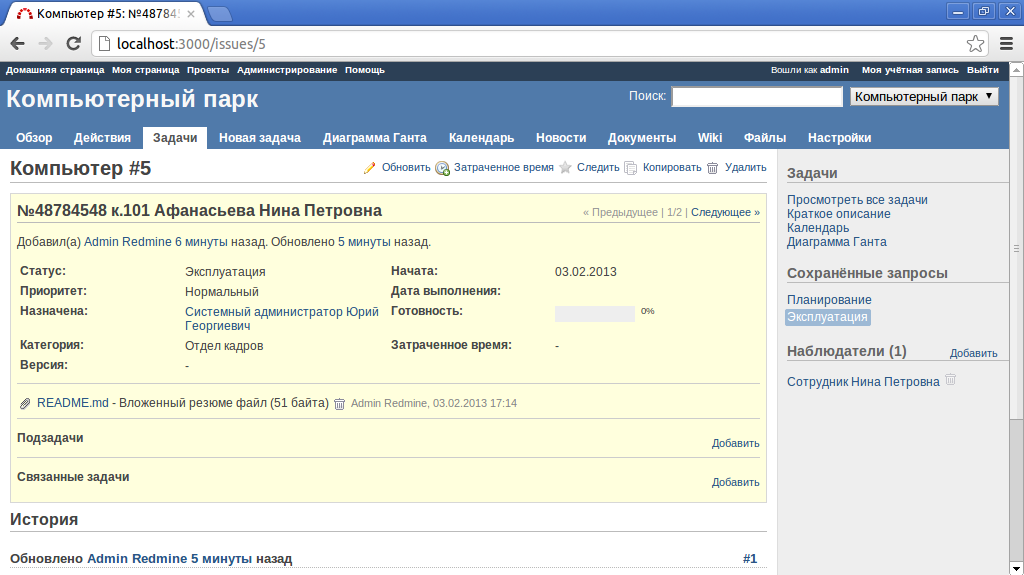 Компьютер #5: №48784
localhost:3000/issues/5
Домашняя страница Моя страница Проекты Администрирование Помощь Вошли как admin Моя учётная запись Выйти
Компьютерный парк Поиск: Компьютерный парк
Обзор Действия Задачи Новая задача Диаграмма Ганта Календарь Новости Документы Wiki Файлы Настройки
Компьютер #5 Обновить Затраченное время Следить Копировать Удалить
№48784548 к.101 Афанасьева Нина Петровна « Предыдущее | 1/2 | Следующее »
Добавил(а) Admin Redmine 6 минуты назад. Обновлено 5 минуты назад.
Статус: Эксплуатация Начата: 03.02.2013
Приоритет: Нормальный Дата выполнения:
Назначена: Системный администратор Юрий Готовность: 0%
Георгиевич
Категория: Отдел кадров Затраченное время: -
Версия: -
README.md - Вложенный резюме файл (51 байта) Admin Redmine, 03.02.2013 17:14
Подзадачи
Добавить
Связанные задачи
Добавить
История
Обновлено Admin Redmine 5 минуты назад #1
Задачи
Просмотреть все задачи
Краткое описание
Календарь
Диаграмма Ганта
Сохранённые запросы
Планирование
Эксплуатация
Наблюдатели (1) Добавить
Сотрудник Нина Петровна